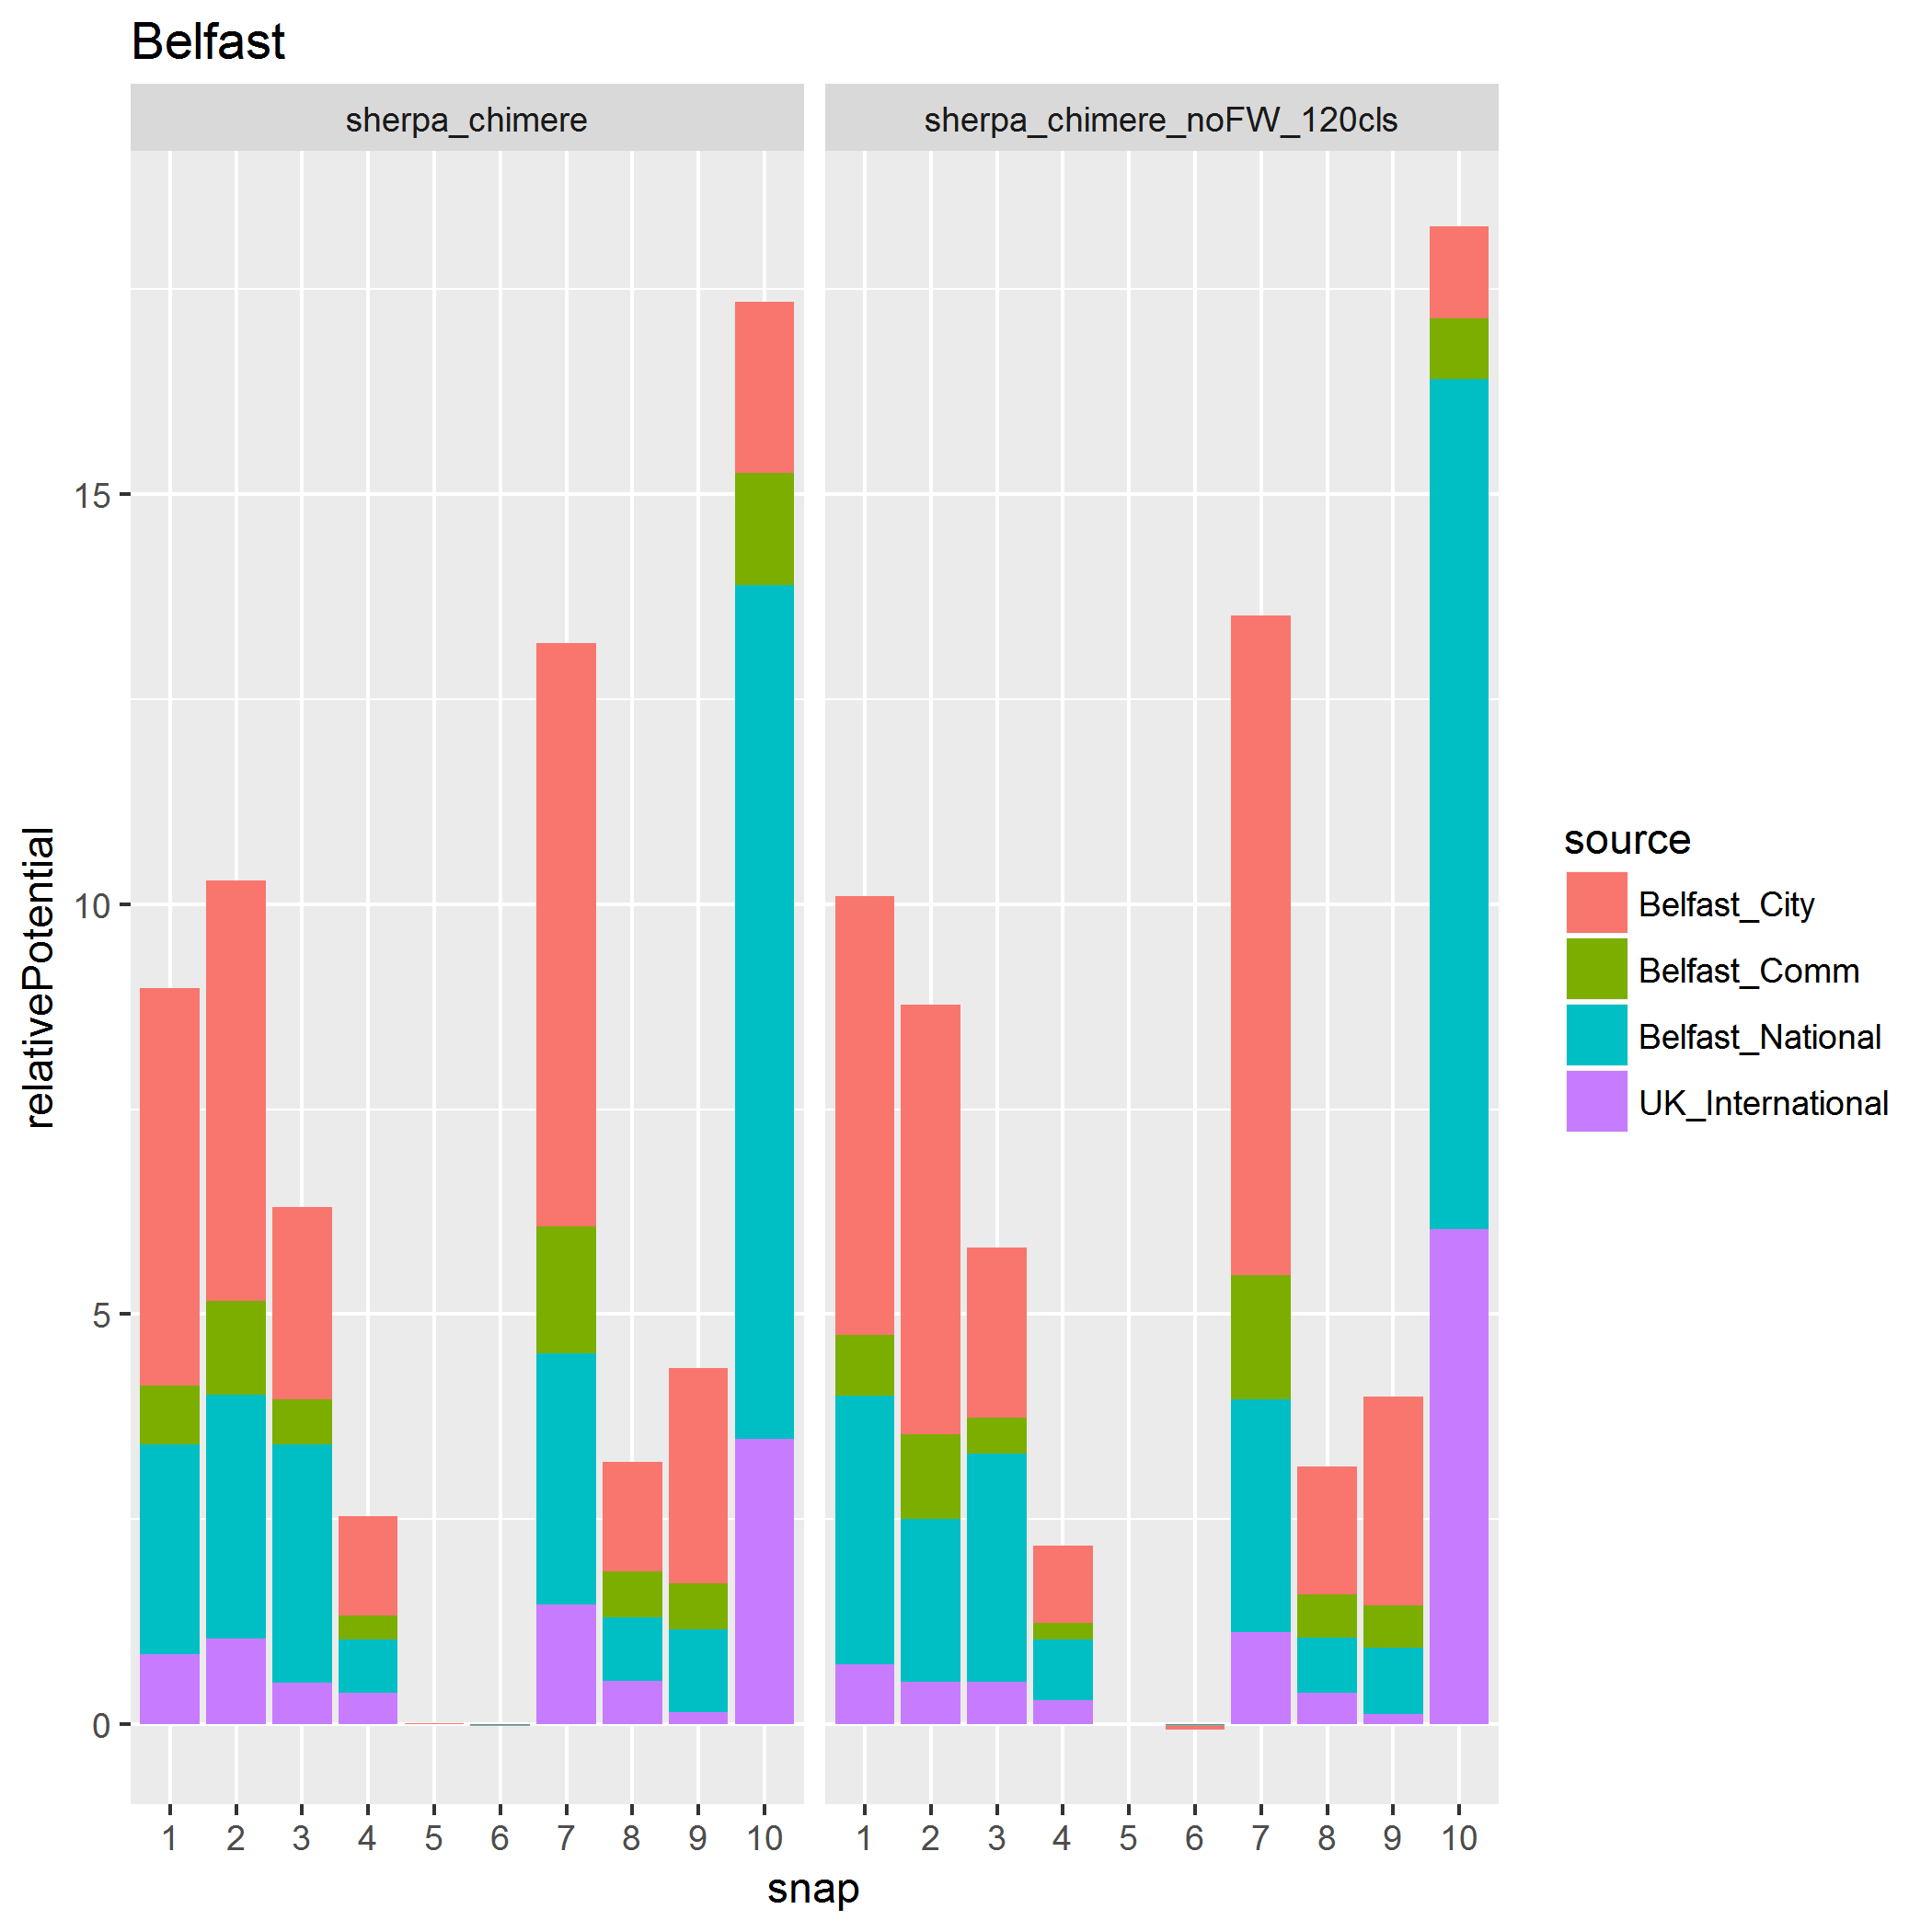 Belfast
sherpa_chimere
sherpa_chimere_noFW_120cls
15
10
5
0
relativePotential
1 2 3 4 5 6 7 8 9 10
1 2 3 4 5 6 7 8 9 10
snap
source
Belfast_City
Belfast_Comm
Belfast_National
UK_International